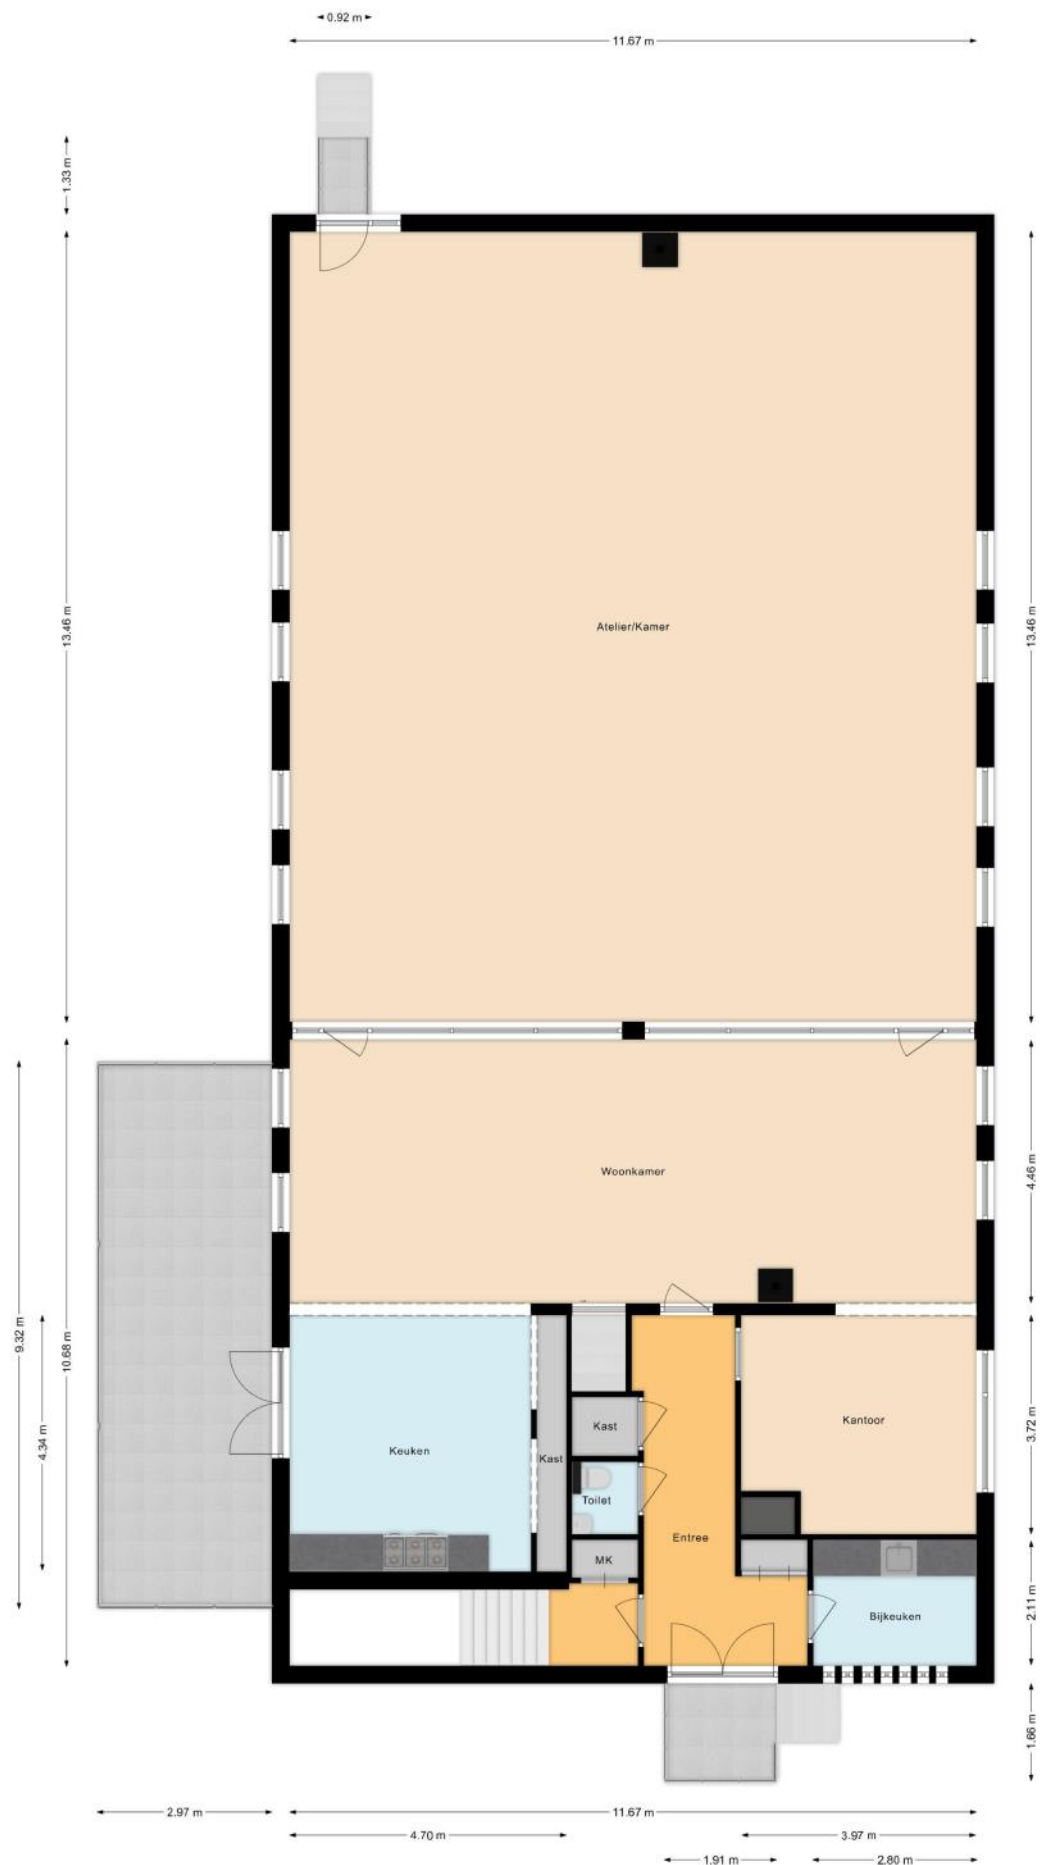 0.92 m
11.67 m
1.33 m
13.46 m
13.46 m
Atelier/Kamer
9.32 m
10.68 m
4.46 m
Woonkamer
4.34 m
3.72 m
Kast
Kantoor
Keuken
Kast
Toilet
Entree
MK
2.11 m
Bijkeuken
1.66 m
2.97 m
11.67 m
4.70 m
3.97 m
1.91 m
2.80 m